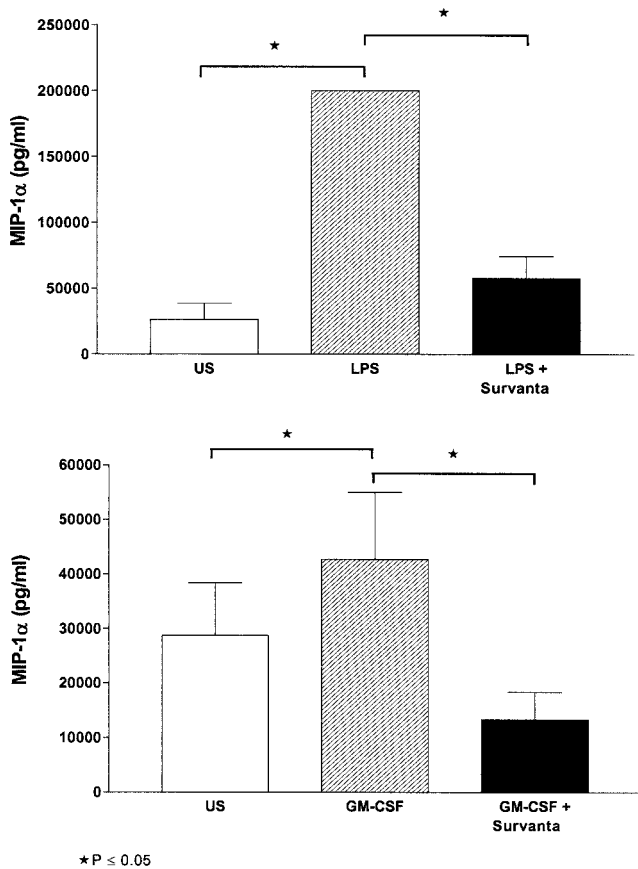 MIP-1α (pg/ml)
250000
200000
150000
100000
50000
0
★
★
US
LPS
LPS +
Survanta
MIP-1α (pg/ml)
60000
50000
40000
30000
20000
10000
0
★
★
US
GM-CSF
GM-CSF +
Survanta
★P ≤ 0.05